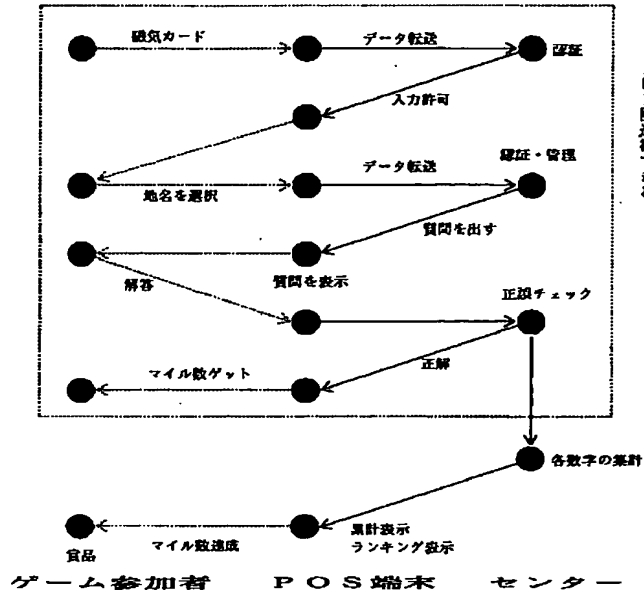 磁気カード
データ転送
認証
入力許可
地名を選択
データ転送
認証・管理
質問を出す
質問を表示
解答
正誤チェック
正解
マイル数ゲット
各数字の集計
累計表示
ランキング表示
マイル数達成
賞品
ゲーム参加者 POS端末 センター